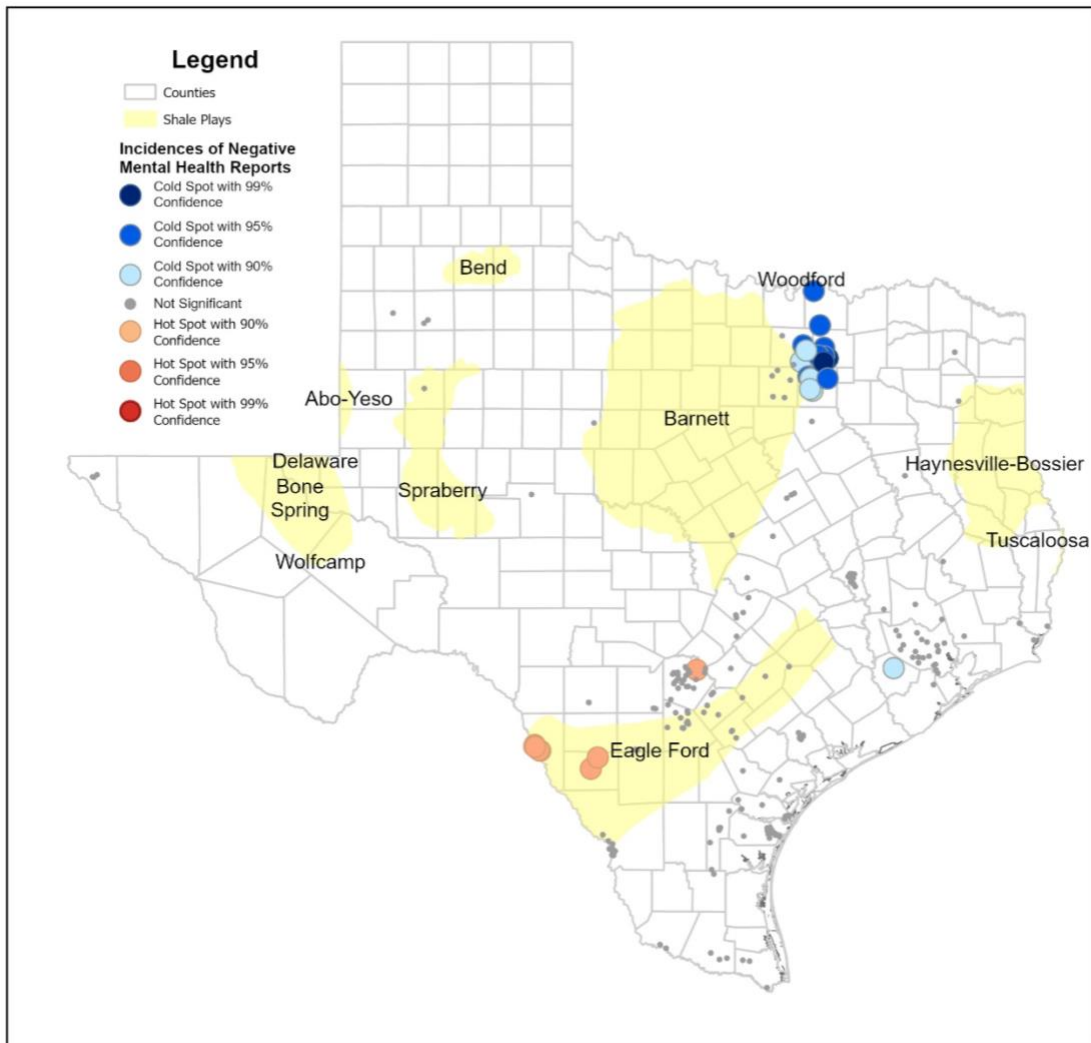 Legend
Counties
Shale Plays
Incidences of Negative
Mental Health Reports
Cold Spot with 99%
Confidence
Cold Spot with 95%
Confidence
Cold Spot with 90%
Confidence
Not Significant
Hot Spot with 90%
Confidence
Hot Spot with 95%
Confidence
Hot Spot with 99%
Confidence
Bend
Woodford
Abo-Yeso
Barnett
Delaware
Bone
Spring
Spraberry
Haynesville-Bossier
Wolfcamp
Tuscaloosa
Eagle Ford